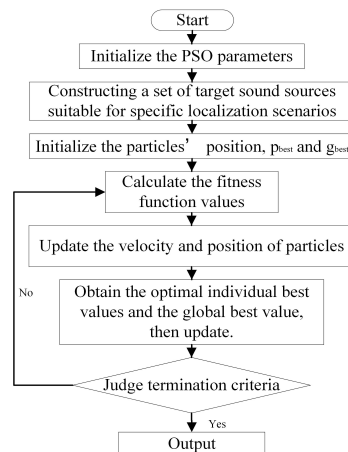 Start
Initialize the PSO parameters
Constructing a set of target sound sources
suitable for specific localization scenarios
Initialize the particles’ position, pbest and gbest
Calculate the fitness
function values
Update the velocity and position of particles
No
Obtain the optimal individual best
values and the global best value,
then update.
Judge termination criteria
Yes
Output